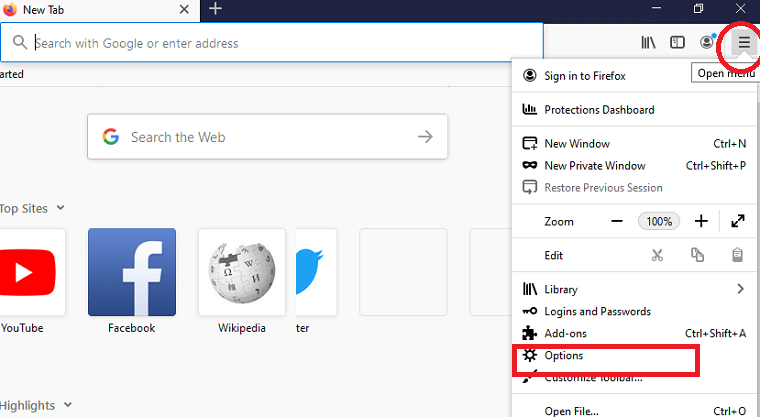 New Tab
Search with Google or enter address
arted
Sign in to Firefox
Open menu
Protections Dashboard
Search the Web
New Window Ctrl+N
New Private Window Ctrl+Shift+P
Restore Previous Session
Top Sites
Zoom 100%
Edit
Library
Logins and Passwords
YouTube Facebook Wikipedia ter
Add-ons Ctrl+Shift+A
Options
Customize Toolbar...
Highlights
Open File... Ctrl+O